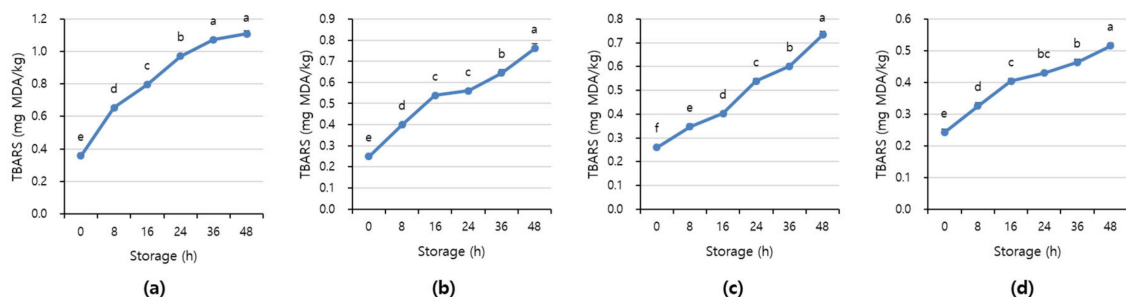 TBARS (mg MDA/kg)
1.2
1.0
0.8
0.6
0.4
0.2
0.0
e
d
c
b
a
a
0 8 16 24 36 48
Storage (h)
(a)
TBARS (mg MDA/kg)
0.9
0.8
0.7
0.6
0.5
0.4
0.3
0.2
0.1
0.0
e
d
c
c
b
a
0 8 16 24 36 48
Storage (h)
(b)
TBARS (mg MDA/kg)
0.8
0.7
0.6
0.5
0.4
0.3
0.2
0.1
0.0
f
e
d
c
b
a
0 8 16 24 36 48
Storage (h)
(c)
TBARS (mg MDA/kg)
0.6
0.5
0.4
0.3
0.2
0.1
0.0
e
d
c
bc
b
a
0 8 16 24 36 48
Storage (h)
(d)